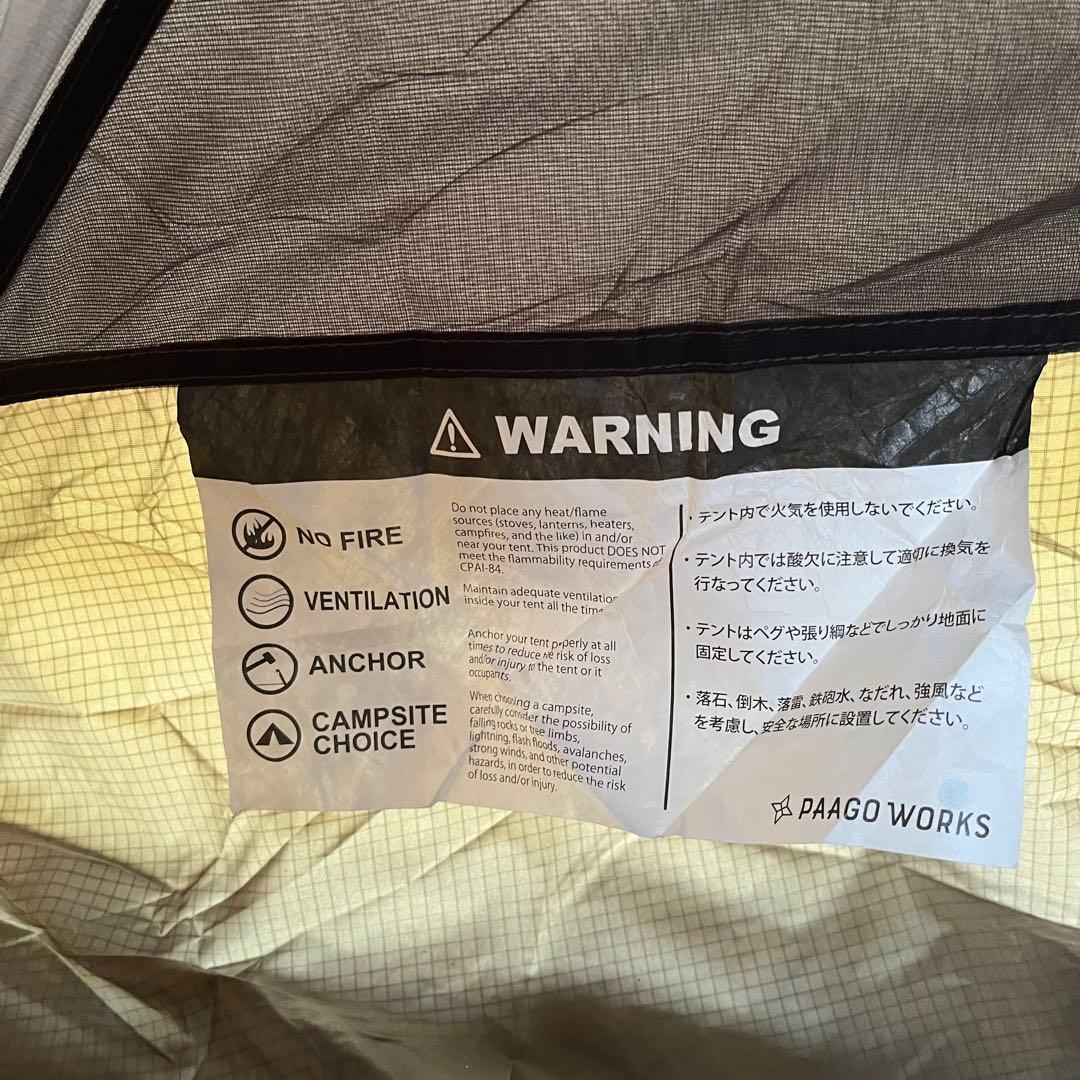 WARNING
NO FIRE
Do not place any heat/flame
sources (stoves, lanterns, heaters,
campfires, and the like) in and/or
near your tent. This product DOES NOT
meet the flammability requirements of
CPAI-84.
VENTILATION
Maintain adequate ventilation
inside your tent all the time
ANCHOR
Anchor your tent properly at all
times to reduce the risk of loss
and/or injury to the tent or it
occupants.
CAMPSITE
CHOICE
When choosing a campsite,
carefully consider the possibility of
falling rocks or tree limbs,
lightning, flash floods, avalanches,
strong winds, and other potential
hazards, in order to reduce the risk
of loss and/or injury.
・テント内で火気を使用しないでください。
・テント内では酸欠に注意して適切に換気を
行なってください。
・テントはペグや張り綱などでしっかり地面に
固定してください。
・落石、倒木、落雷、鉄砲水、なだれ、強風など
を考慮し、安全な場所に設置してください。
PAAGO WORKS